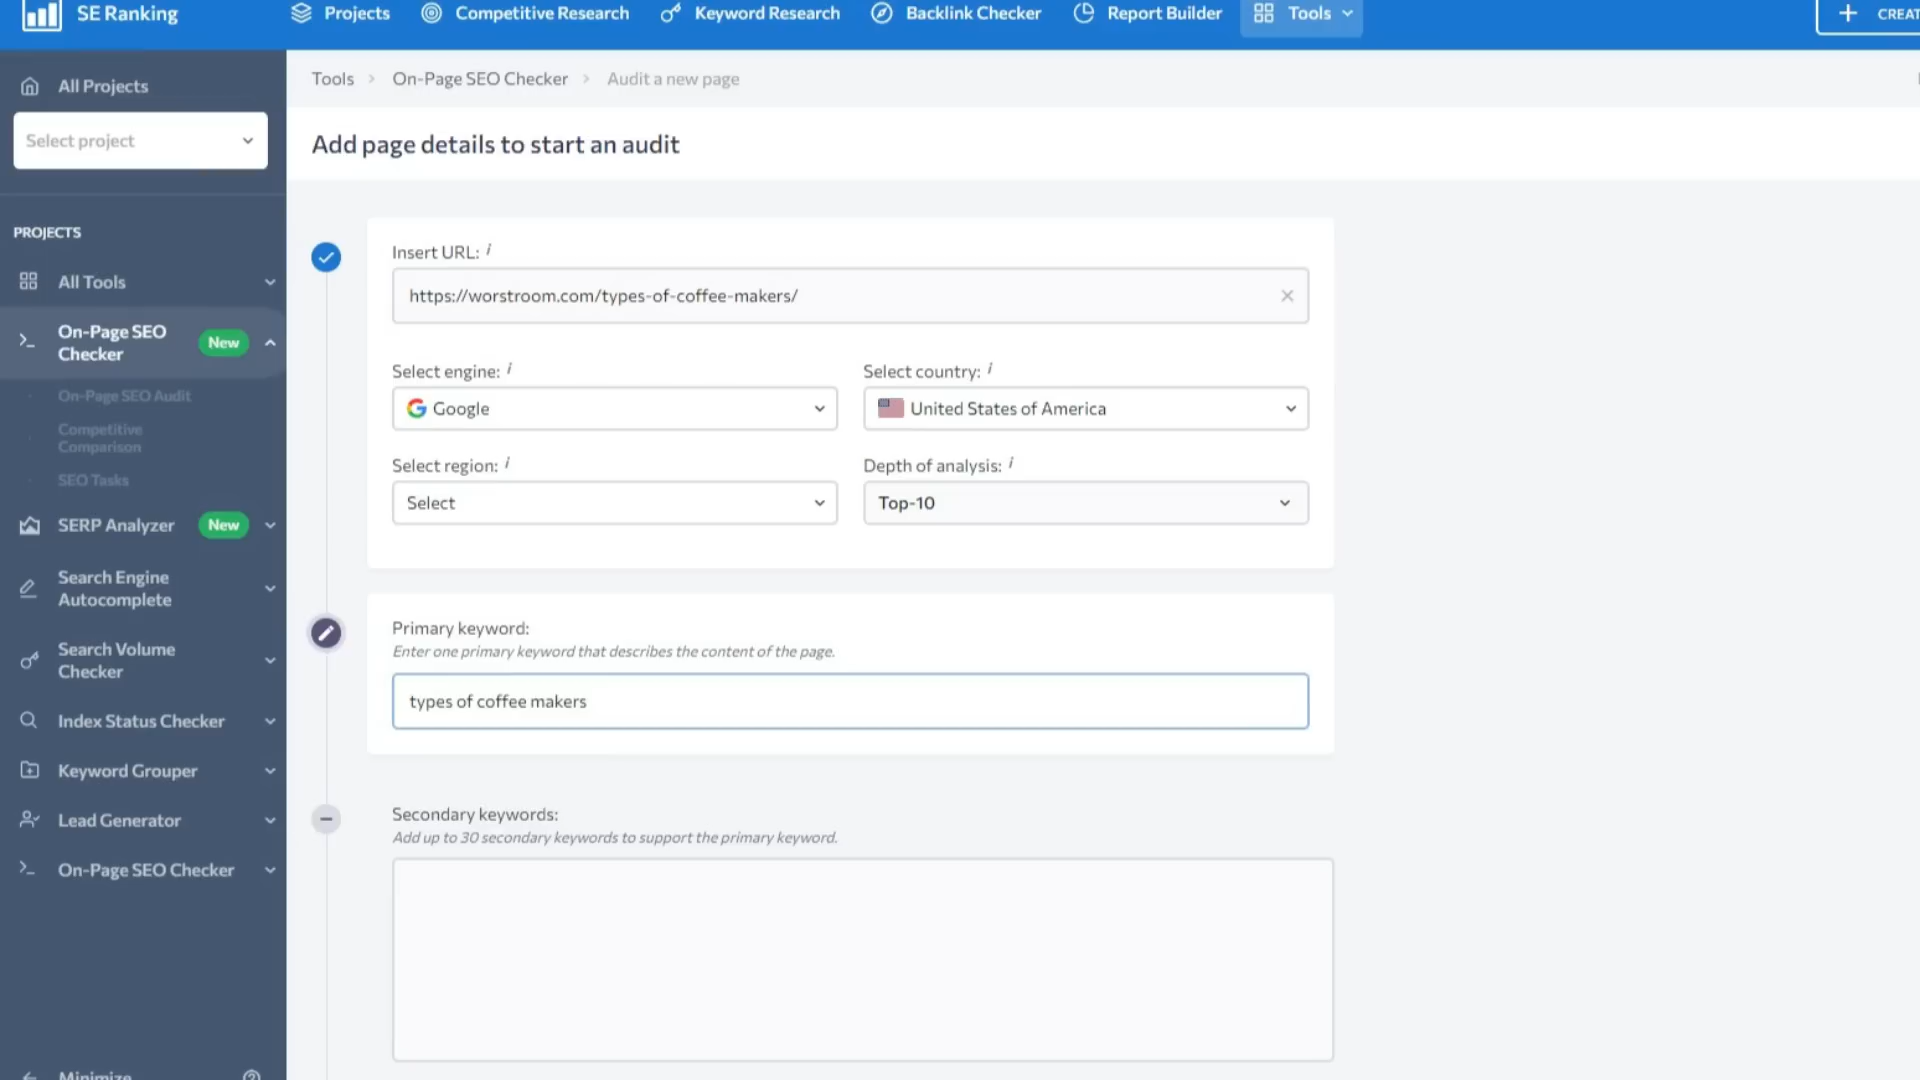 SE Ranking
Projects
Competitive Research
Keyword Research
Backlink Checker
Report Builder
Tools
All Projects
Select project
PROJECTS
All Tools
On-Page SEO
Checker
New
On-Page SEO Audit
Competitive
Comparison
SEO Tasks
SERP Analyzer
New
Search Engine
Autocomplete
Search Volume
Checker
Index Status Checker
Keyword Grouper
Lead Generator
On-Page SEO Checker
Minimize
Tools > On-Page SEO Checker > Audit a new page
Add page details to start an audit
Insert URL: i
https://worstroom.com/types-of-coffee-makers/
Select engine: i
Google
Select country: i
United States of America
Select region: i
Select
Depth of analysis: i
Top-10
Primary keyword:
Enter one primary keyword that describes the content of the page.
types of coffee makers
Secondary keywords:
Add up to 30 secondary keywords to support the primary keyword.